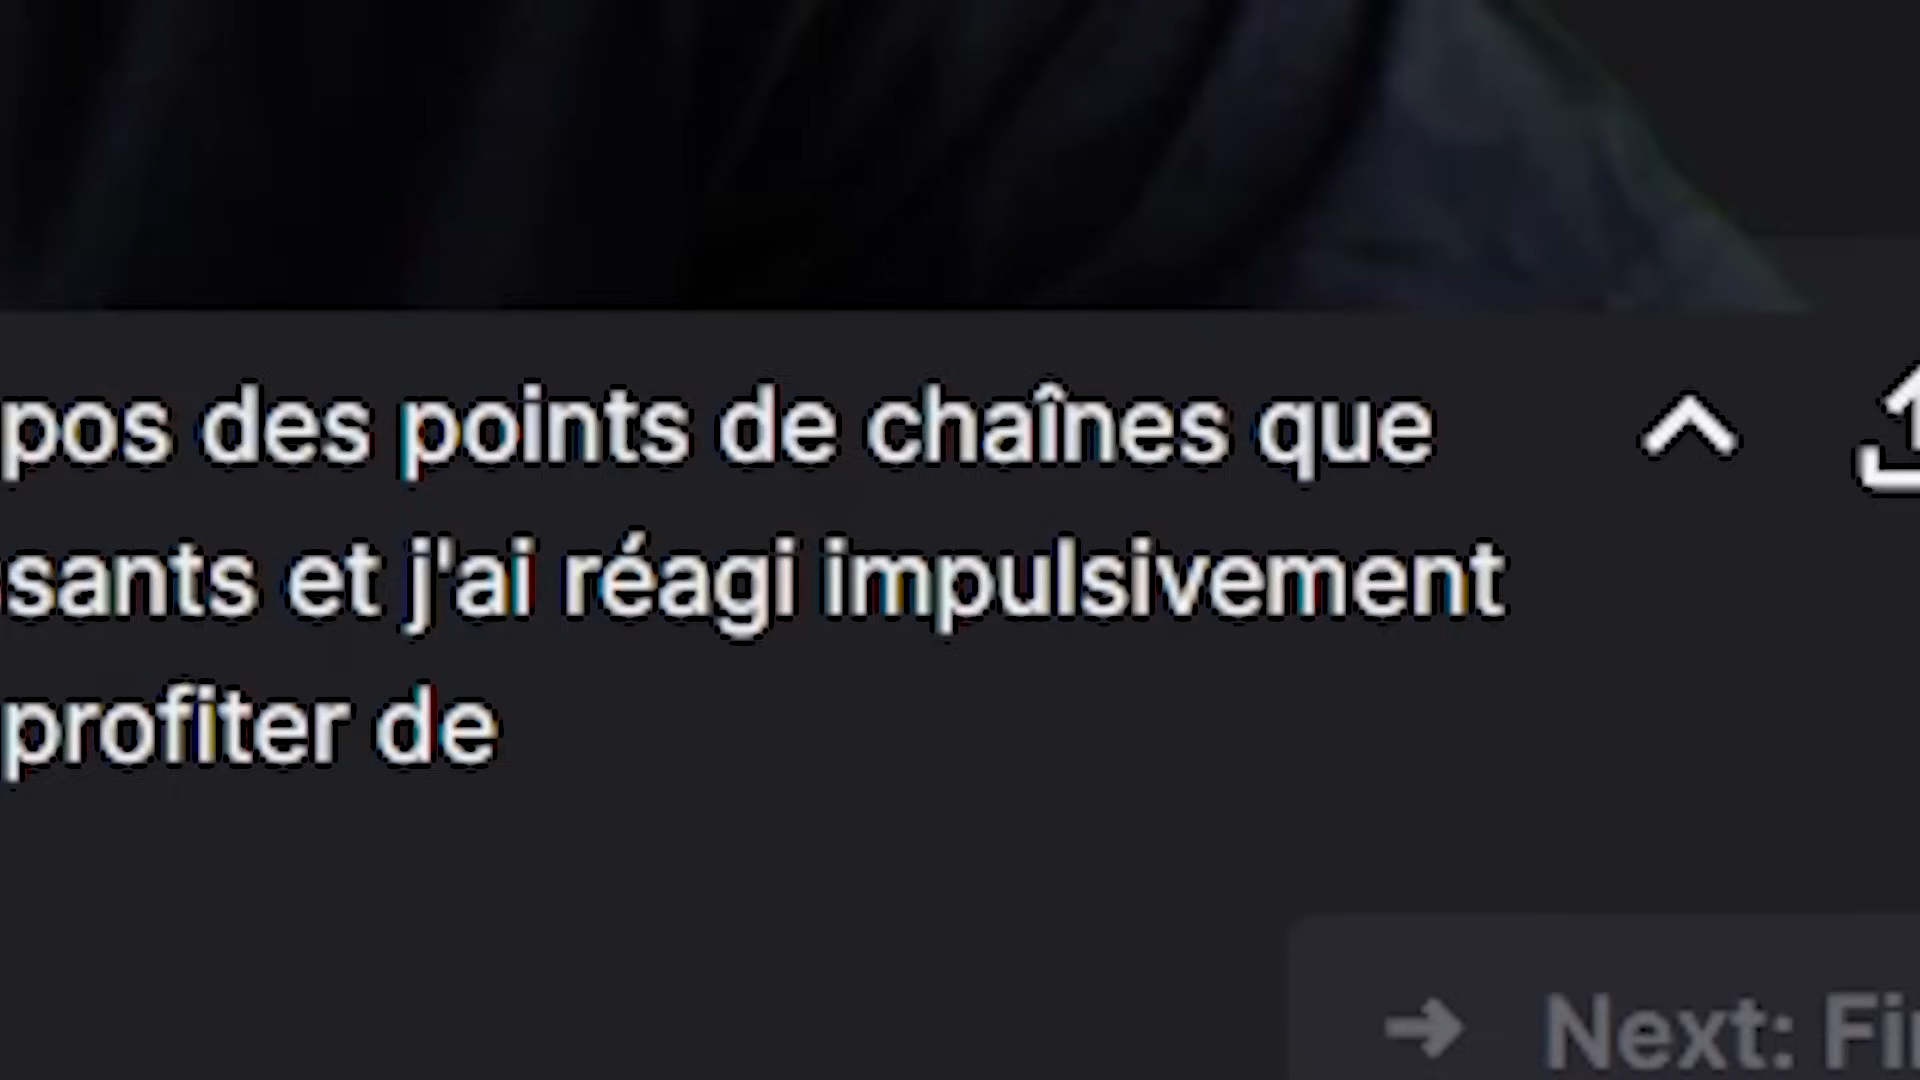 pos des points de chaînes que
sants et j'ai réagi impulsivement
profiter de
Next: Fi